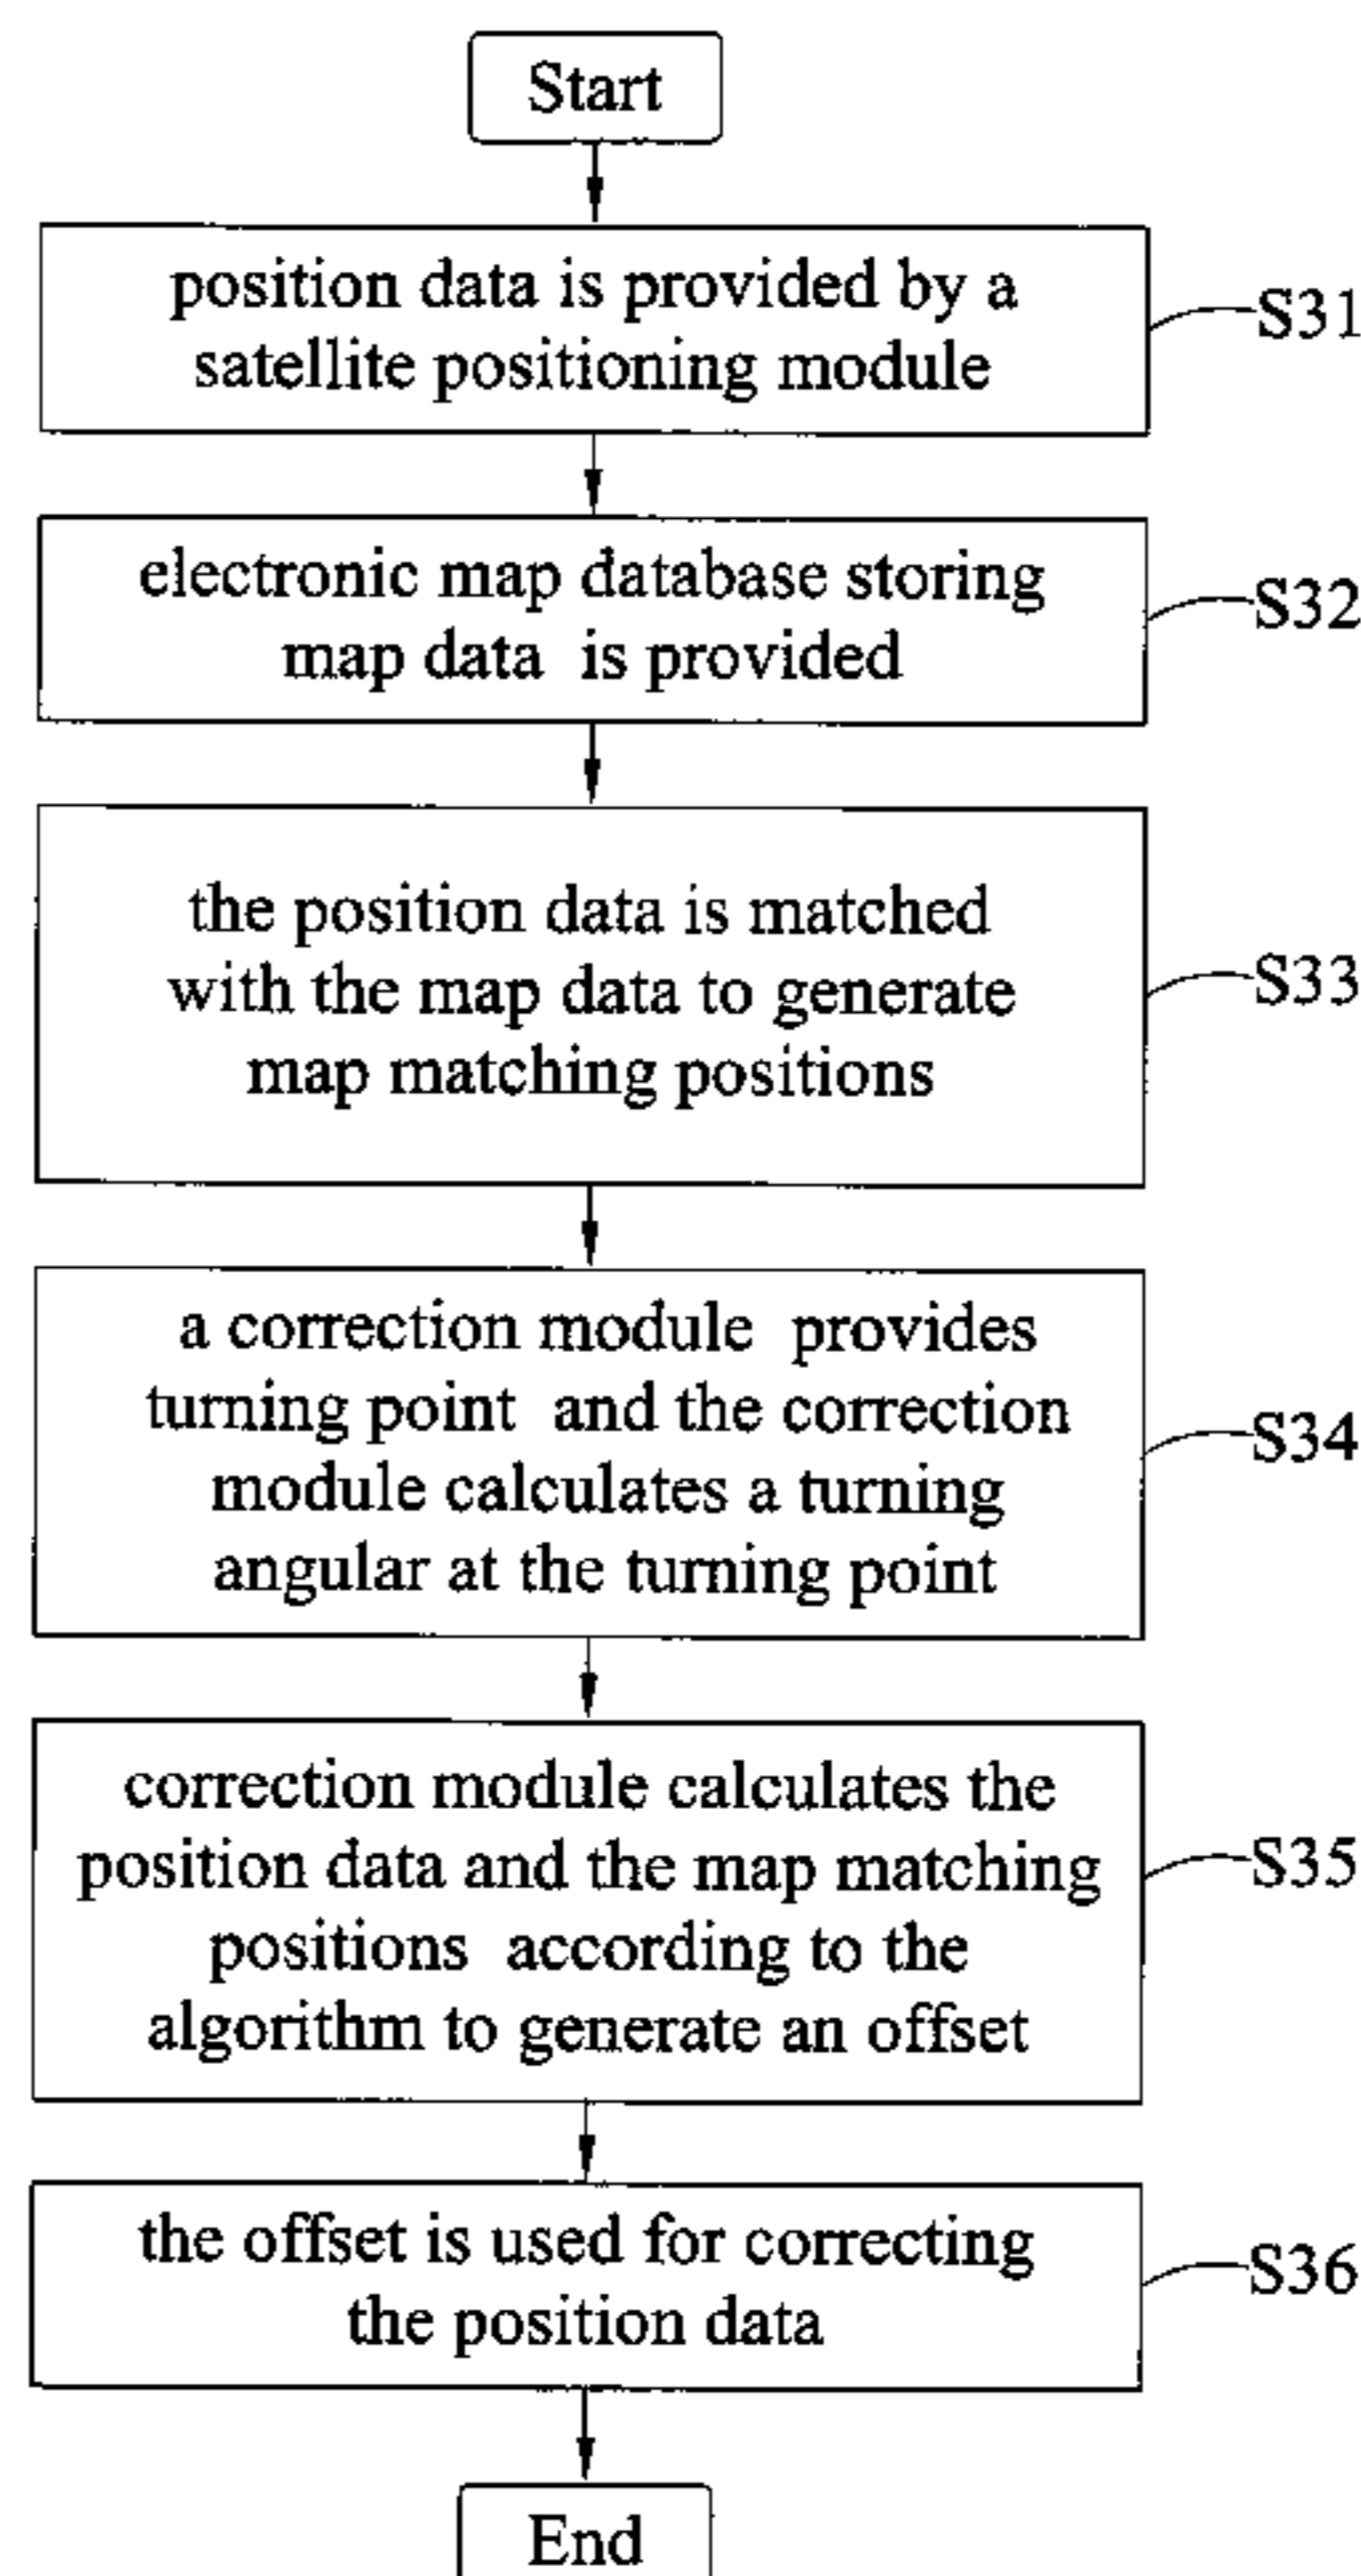 Start
position data is provided by a
satellite positioning module
S31
electronic map database storing
map data is provided
S32
the position data is matched
with the map data to generate
map matching positions
S33
a correction module provides
turning point and the correction
module calculates a turning
angular at the turning point
S34
correction module calculates the
position data and the map matching
positions according to the
algorithm to generate an offset
S35
the offset is used for correcting
the position data
S36
End